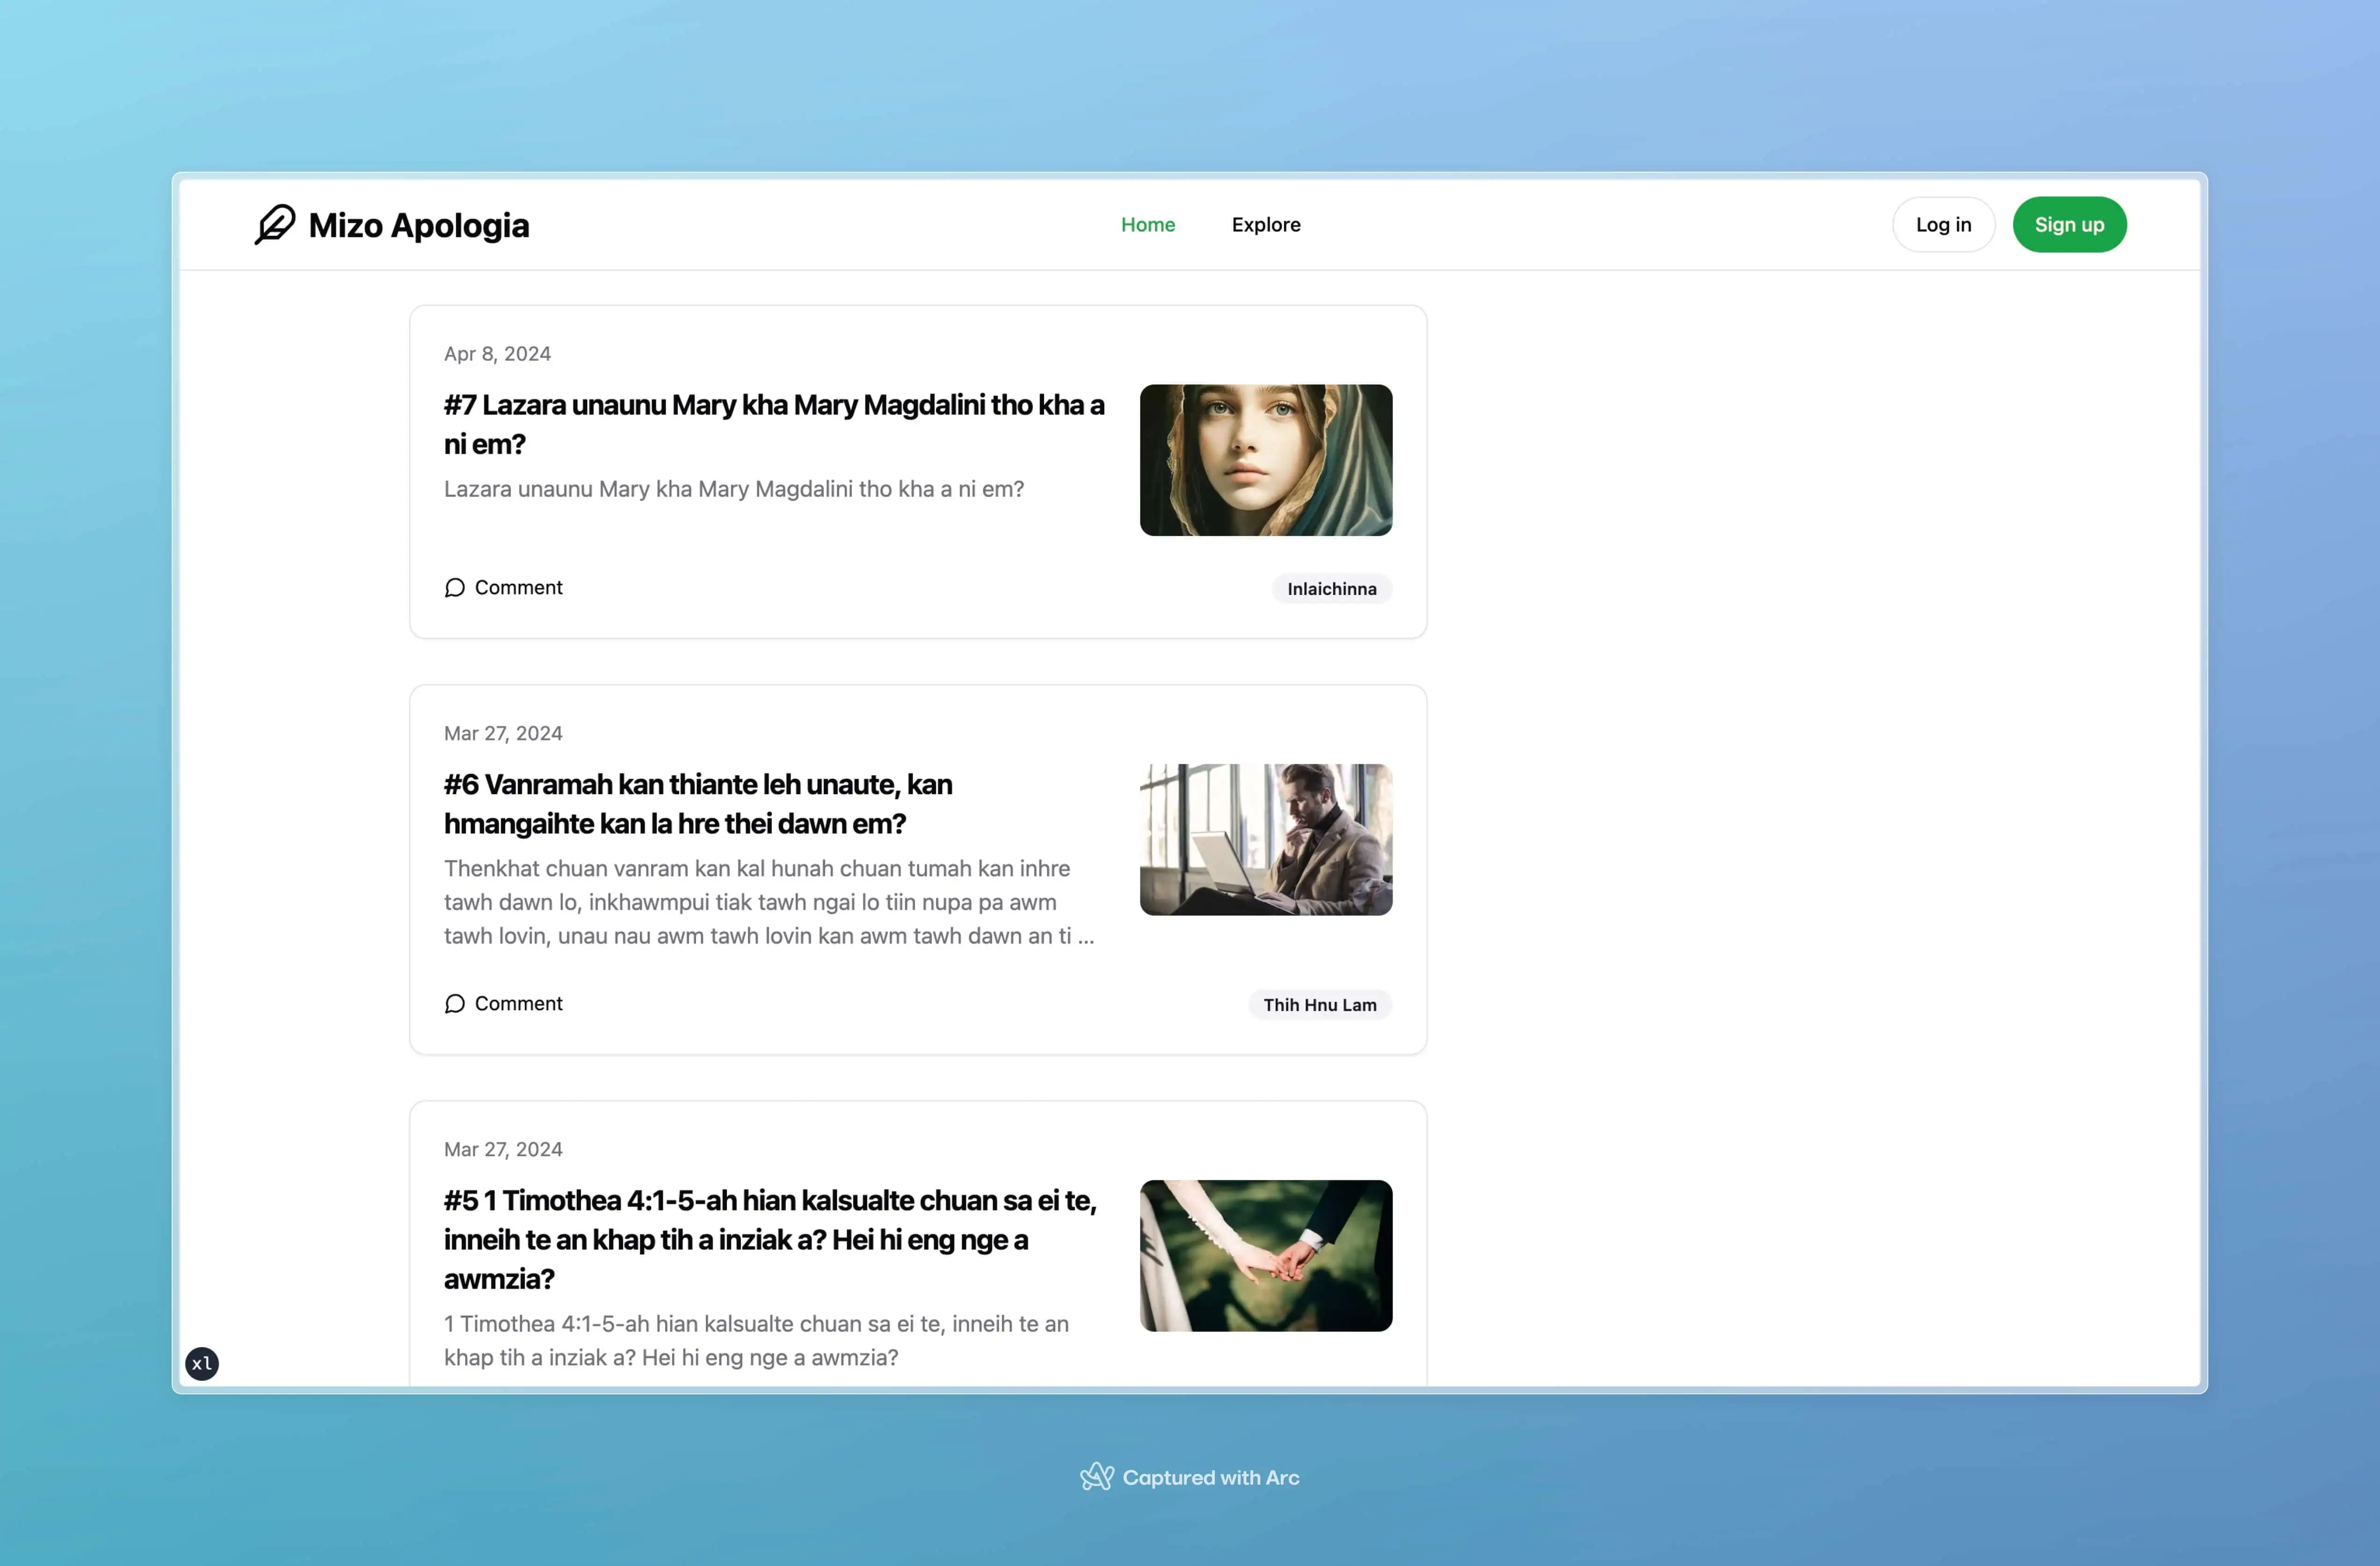 Mizo Apologia
Home
Explore
Log in
Sign up
Apr 8, 2024
#7 Lazara unaunu Mary kha Mary Magdalini tho kha a
ni em?
Lazara unaunu Mary kha Mary Magdalini tho kha a ni em?
Comment
Inlaichinna
Mar 27, 2024
#6 Vanramah kan thiante leh unaute, kan
hmangaihte kan la hre thei dawn em?
Thenkhat chuan vanram kan kal hunah chuan tumah kan inhre
tawh dawn lo, inkhawmpui tiak tawh ngai lo tiin nupa pa awm
tawh lovin, unau nau awm tawh lovin kan awm tawh dawn an ti ...
Comment
Thih Hnu Lam
Mar 27, 2024
#5 1 Timothea 4:1-5-ah hian kalsualte chuan sa ei te,
inneih te an khap tih a inziak a? Hei hi eng nge a
awmzia?
1 Timothea 4:1-5-ah hian kalsualte chuan sa ei te, inneih te an
khap tih a inziak a? Hei hi eng nge a awmzia?
xl
Captured with Arc